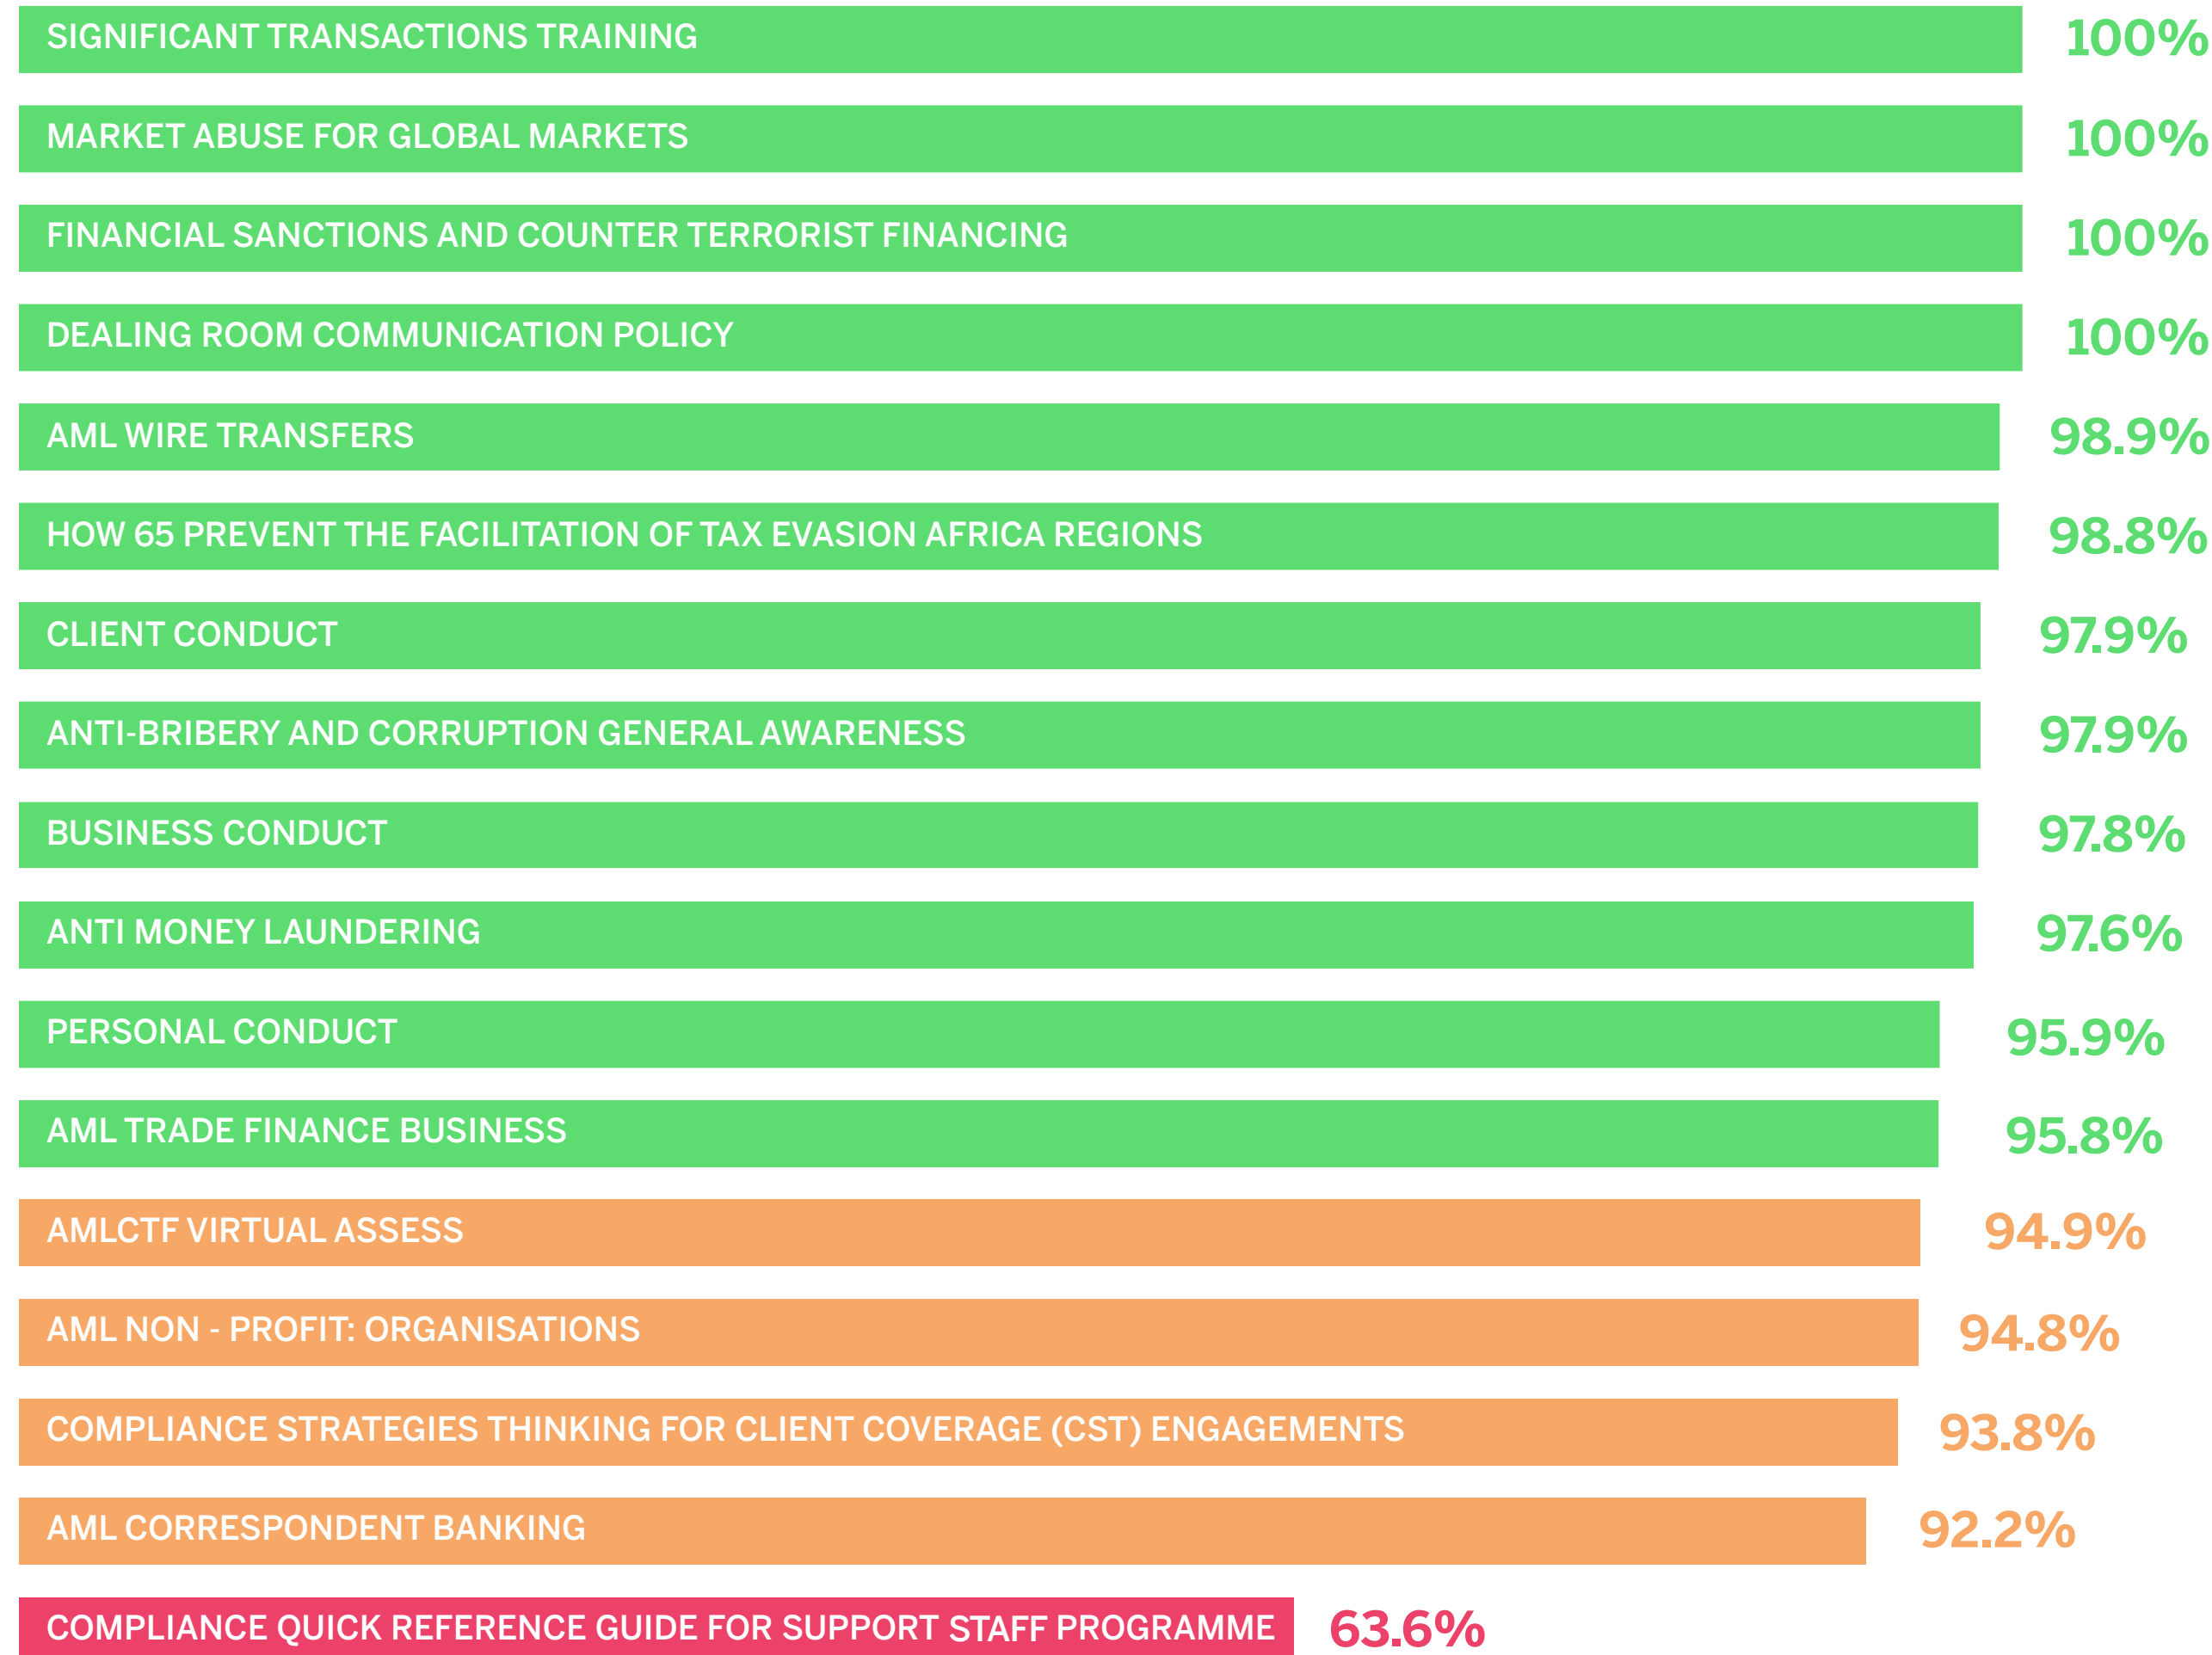 SIGNIFICANT TRANSACTIONS TRAINING 100%
MARKET ABUSE FOR GLOBAL MARKETS 100%
FINANCIAL SANCTIONS AND COUNTER TERRORIST FINANCING 100%
DEALING ROOM COMMUNICATION POLICY 100%
AML WIRE TRANSFERS 98.9%
HOW 65 PREVENT THE FACILITATION OF TAX EVASION AFRICA REGIONS 98.8%
CLIENT CONDUCT 97.9%
ANTI-BRIBERY AND CORRUPTION GENERAL AWARENESS 97.9%
BUSINESS CONDUCT 97.8%
ANTI MONEY LAUNDERING 97.6%
PERSONAL CONDUCT 95.9%
AML TRADE FINANCE BUSINESS 95.8%
AMLCTF VIRTUAL ASSESS 94.9%
AML NON - PROFIT: ORGANISATIONS 94.8%
COMPLIANCE STRATEGIES THINKING FOR CLIENT COVERAGE (CST) ENGAGEMENTS 93.8%
AML CORRESPONDENT BANKING 92.2%
COMPLIANCE QUICK REFERENCE GUIDE FOR SUPPORT STAFF PROGRAMME 63.6%